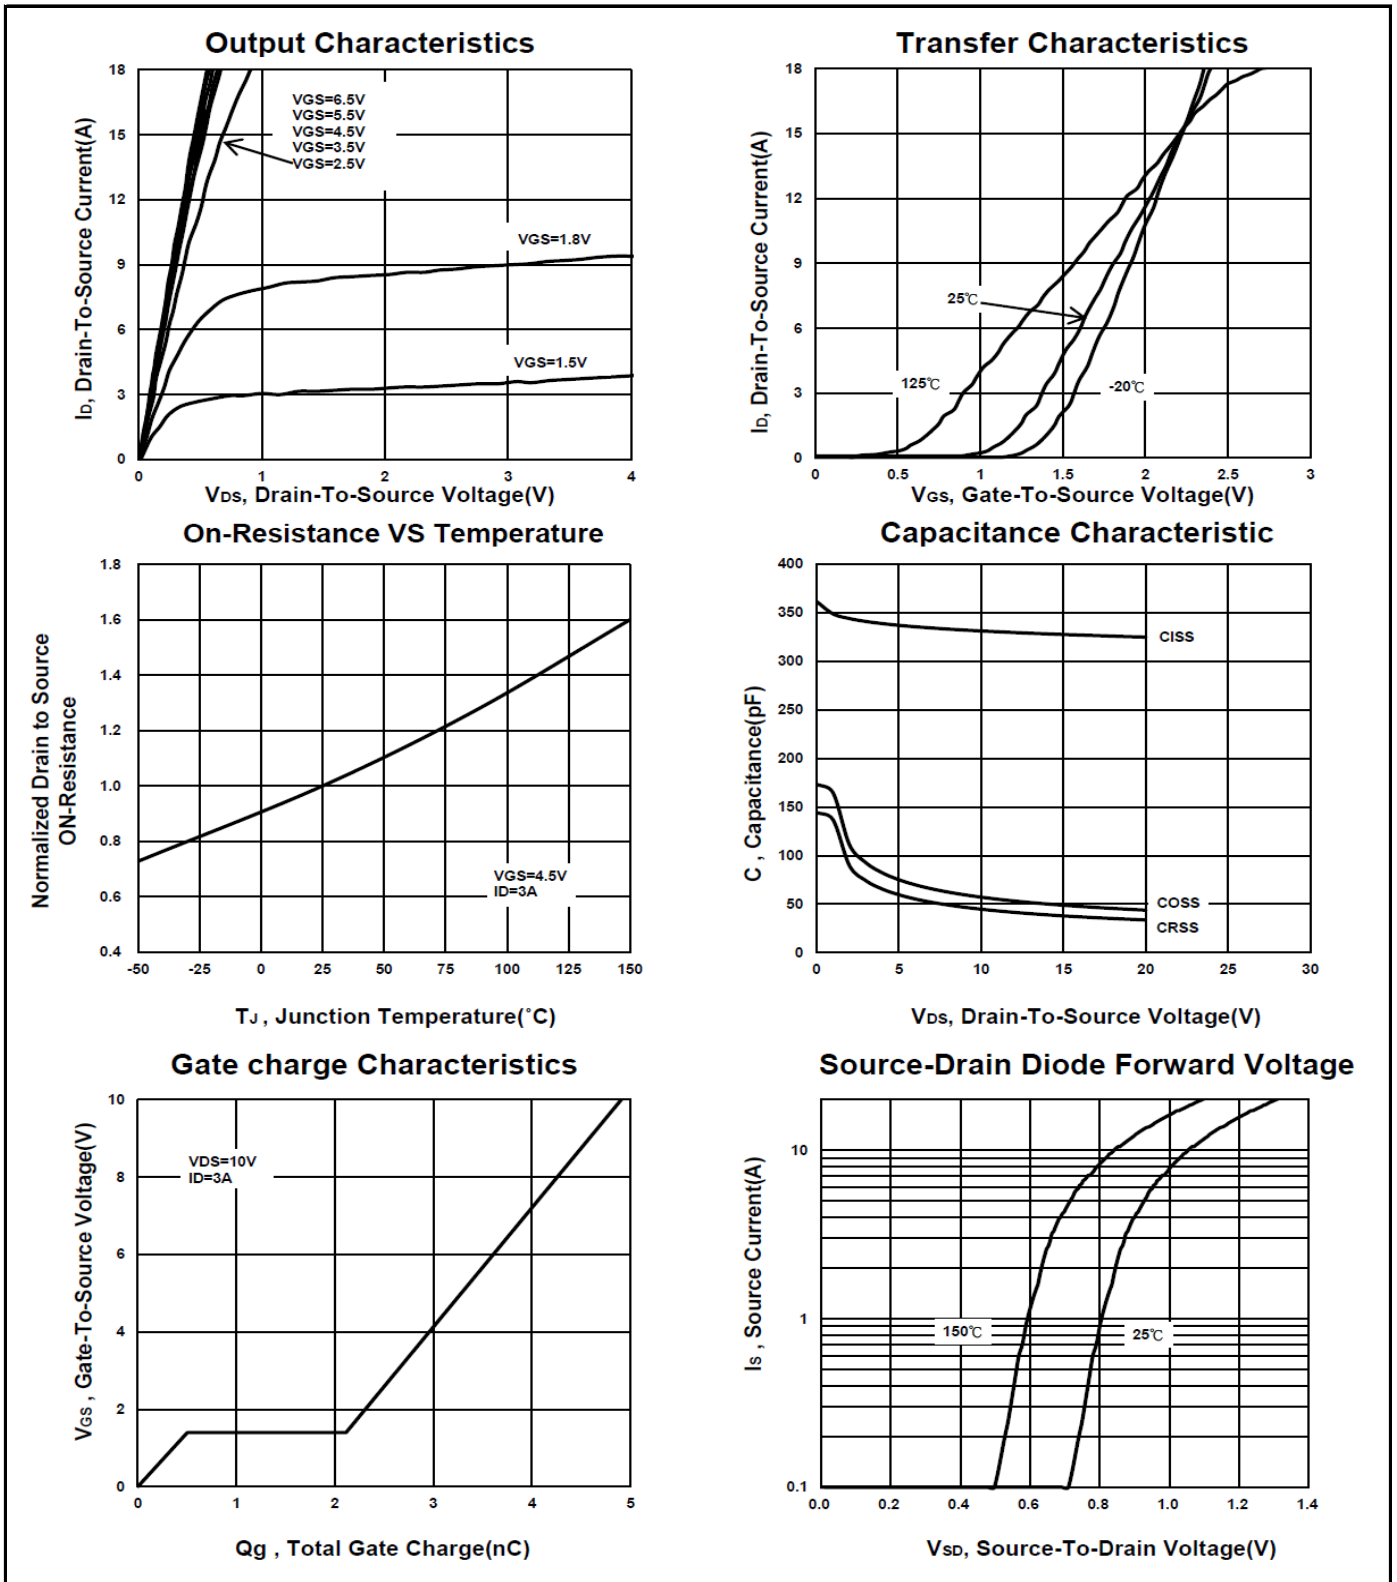 Output Characteristics
ID, Drain-To-Source Current(A)
18
15
12
9
6
3
0
VGS=6.5V
VGS=5.5V
VGS=4.5V
VGS=3.5V
VGS=2.5V
VGS=1.8V
VGS=1.5V
0 1 2 3 4
VDS, Drain-To-Source Voltage(V)
Transfer Characteristics
ID, Drain-To-Source Current(A)
18
15
12
9
6
3
0
25℃
125℃
-20℃
0 0.5 1 1.5 2 2.5 3
VGS, Gate-To-Source Voltage(V)
On-Resistance VS Temperature
Normalized Drain to Source
ON-Resistance
1.8
1.6
1.4
1.2
1.0
0.8
0.6
0.4
VGS=4.5V
ID=3A
-50 -25 0 25 50 75 100 125 150
TJ , Junction Temperature(°C)
Capacitance Characteristic
C , Capacitance(pF)
400
350
300
250
200
150
100
50
0
CISS
COSS
CRSS
0 5 10 15 20 25 30
VDS, Drain-To-Source Voltage(V)
Gate charge Characteristics
VGS , Gate-To-Source Voltage(V)
10
8
6
4
2
0
VDS=10V
ID=3A
0 1 2 3 4 5
Qg , Total Gate Charge(nC)
Source-Drain Diode Forward Voltage
IS , Source Current(A)
10
1
0.1
150℃
25℃
0.0 0.2 0.4 0.6 0.8 1.0 1.2 1.4
VSD, Source-To-Drain Voltage(V)